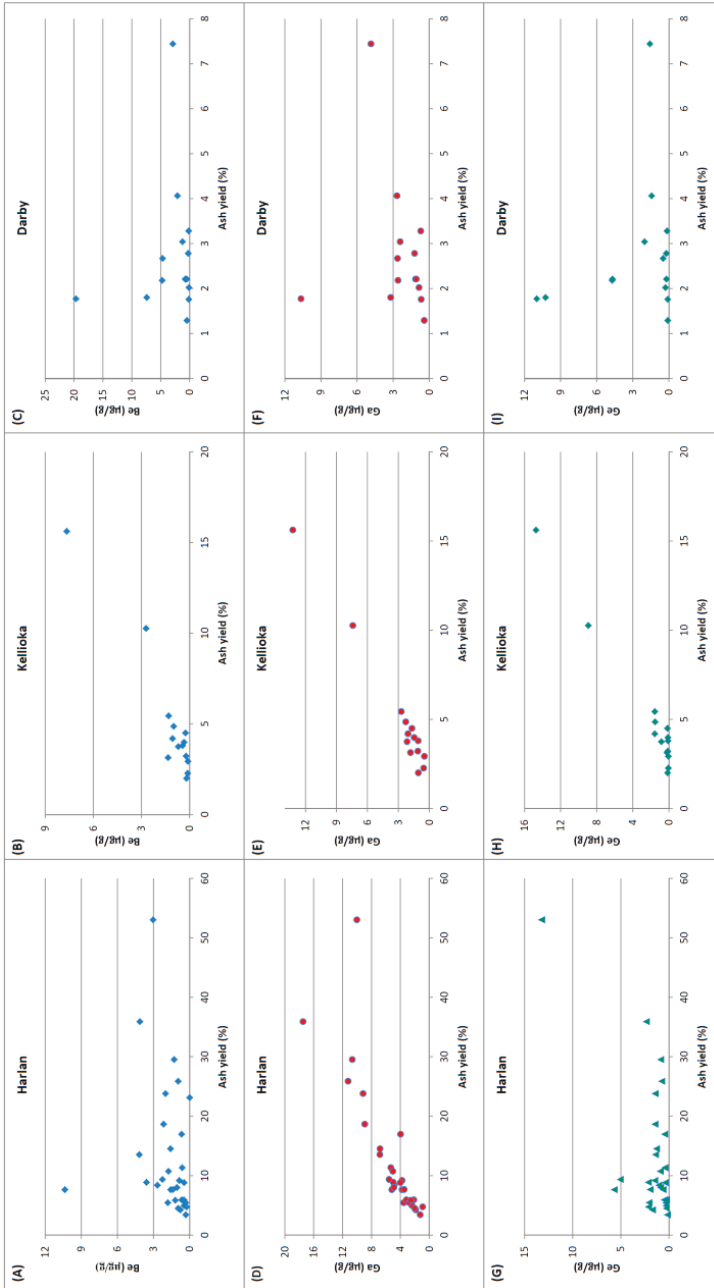 (A)
Harlan
Be (µg/g)
12
9
6
3
0
0 10 20 30 40 50 60
Ash yield (%)
(B)
Kellioka
Be (µg/g)
9
6
3
0
0 5 10 15 20
Ash yield (%)
(C)
Darby
Be (µg/g)
25
20
15
10
5
0
0 1 2 3 4 5 6 7 8
Ash yield (%)
(D)
Harlan
Ga (µg/g)
20
16
12
8
4
0
0 10 20 30 40 50 60
Ash yield (%)
(E)
Kellioka
Ga (µg/g)
12
9
6
3
0
0 5 10 15 20
Ash yield (%)
(F)
Darby
Ga (µg/g)
12
9
6
3
0
0 1 2 3 4 5 6 7 8
Ash yield (%)
(G)
Harlan
Ge (µg/g)
15
10
5
0
0 10 20 30 40 50 60
Ash yield (%)
(H)
Kellioka
Ge (µg/g)
16
12
8
4
0
0 5 10 15 20
Ash yield (%)
(I)
Darby
Ge (µg/g)
12
9
6
3
0
0 1 2 3 4 5 6 7 8
Ash yield (%)